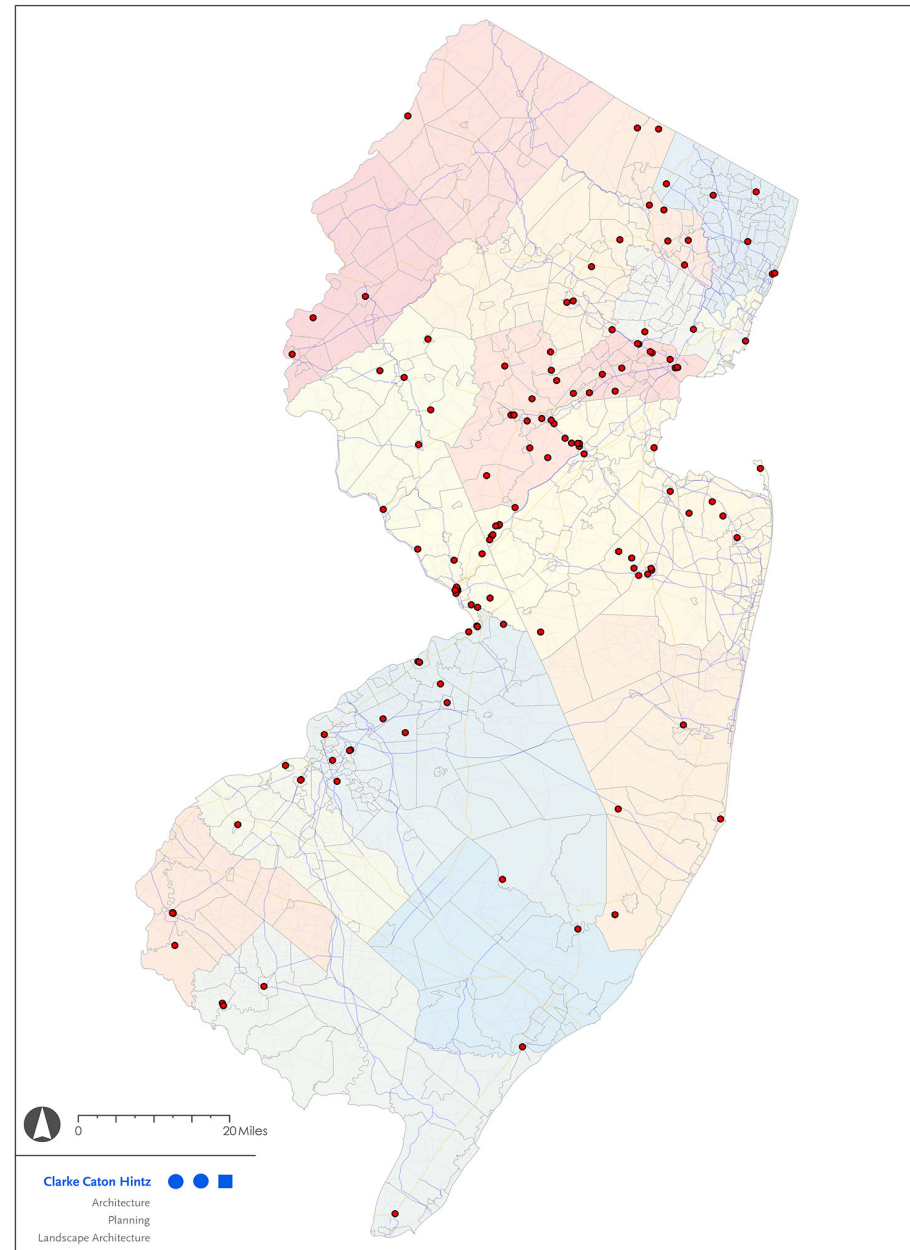 0 20 Miles
Clarke Caton Hintz
Architecture
Planning
Landscape Architecture